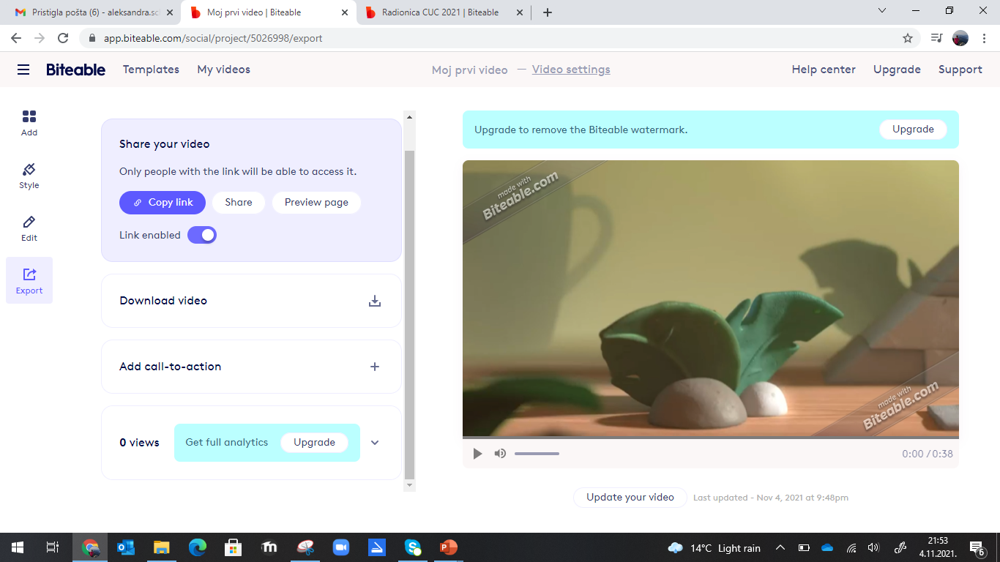 Pristigla pošta (6) - aleksandra.sc
Moj prvi video | Biteable
Radionica CUC 2021 | Biteable
app.biteable.com/social/project/5026998/export
Biteable
Templates
My videos
Moj prvi video — Video settings
Help center
Upgrade
Support
Add
Style
Edit
Export
Share your video
Only people with the link will be able to access it.
Copy link
Share
Preview page
Link enabled
Download video
Add call-to-action
0 views
Get full analytics
Upgrade
Upgrade to remove the Biteable watermark.
Upgrade
made with
Biteable.com
made with
Biteable.com
0:00 / 0:38
Update your video
Last updated - Nov 4, 2021 at 9:48pm
14°C Light rain
21:53
4.11.2021.
6